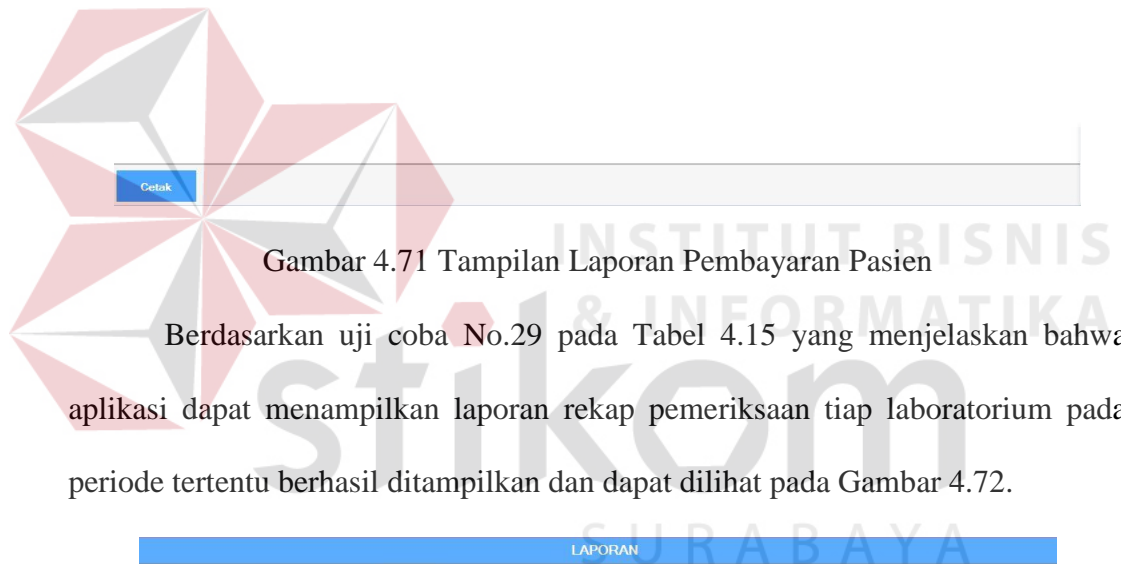 Cetak
INSTITUT BISNIS
Gambar 4.71 Tampilan Laporan Pembayaran Pasien
& INFORMATIKA
Berdasarkan uji coba No.29 pada Tabel 4.15 yang menjelaskan bahwa
stikom
aplikasi dapat menampilkan laporan rekap pemeriksaan tiap laboratorium pada
periode tertentu berhasil ditampilkan dan dapat dilihat pada Gambar 4.72.
SURABAYA
LAPORAN